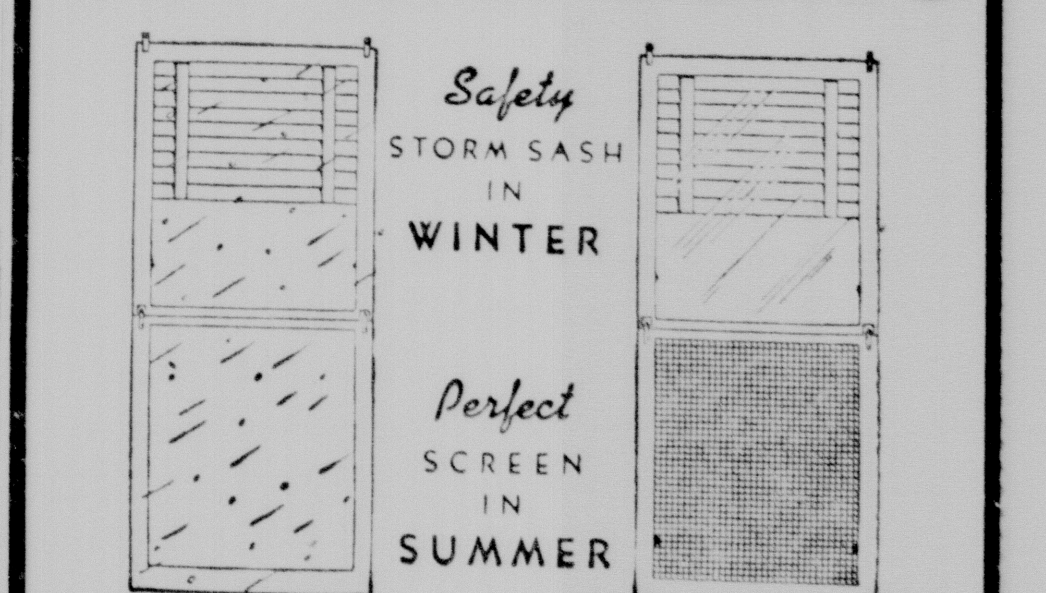 Safety
STORM SASH
IN
WINTER
Perfect
SCREEN
IN
SUMMER